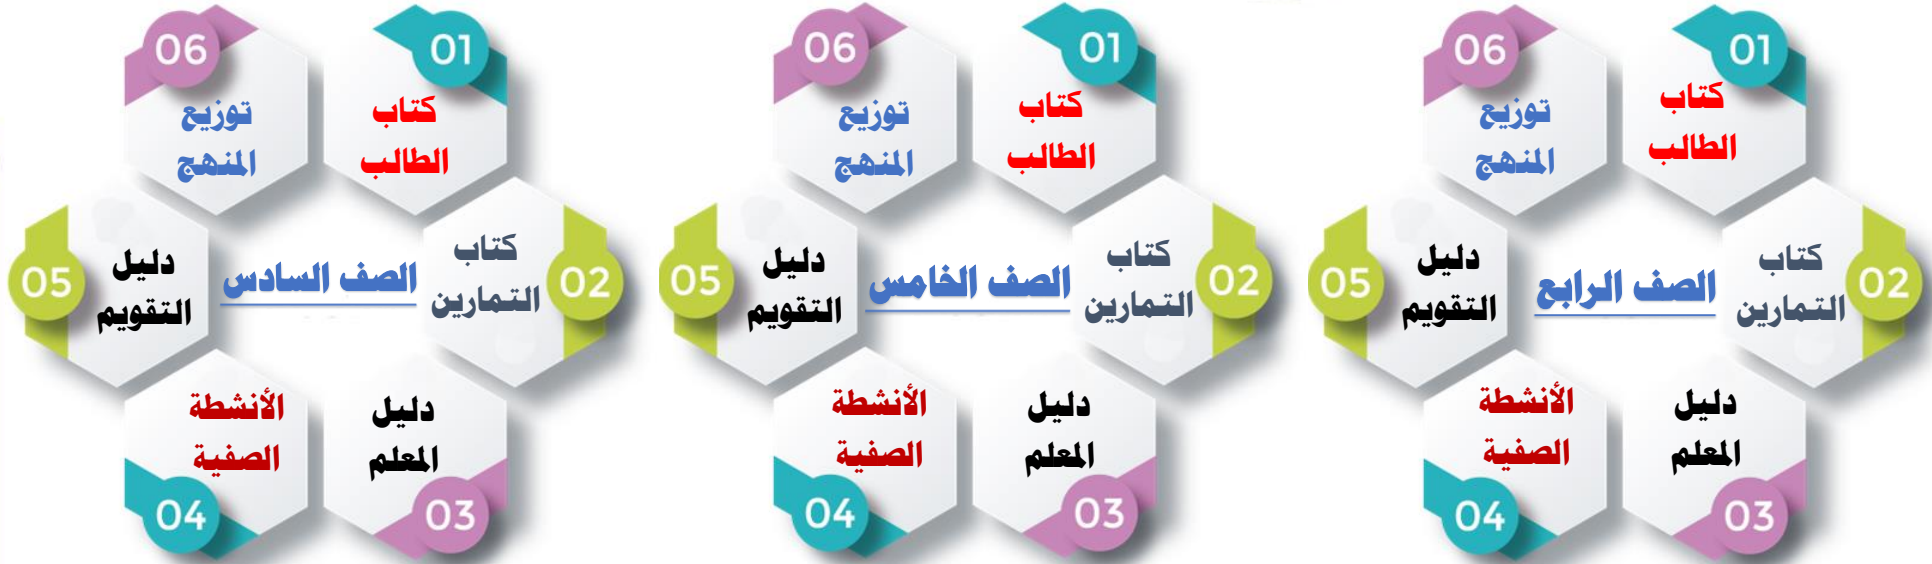 الصف الرابع
01
كتاب
الطالب
02
كتاب
التمارين
03
دليل
المعلم
04
الأنشطة
الصفية
05
دليل
التقويم
06
توزيع
المنهج
الصف الخامس
01
كتاب
الطالب
02
كتاب
التمارين
03
دليل
المعلم
04
الأنشطة
الصفية
05
دليل
التقويم
06
توزيع
المنهج
الصف السادس
01
كتاب
الطالب
02
كتاب
التمارين
03
دليل
المعلم
04
الأنشطة
الصفية
05
دليل
التقويم
06
توزيع
المنهج